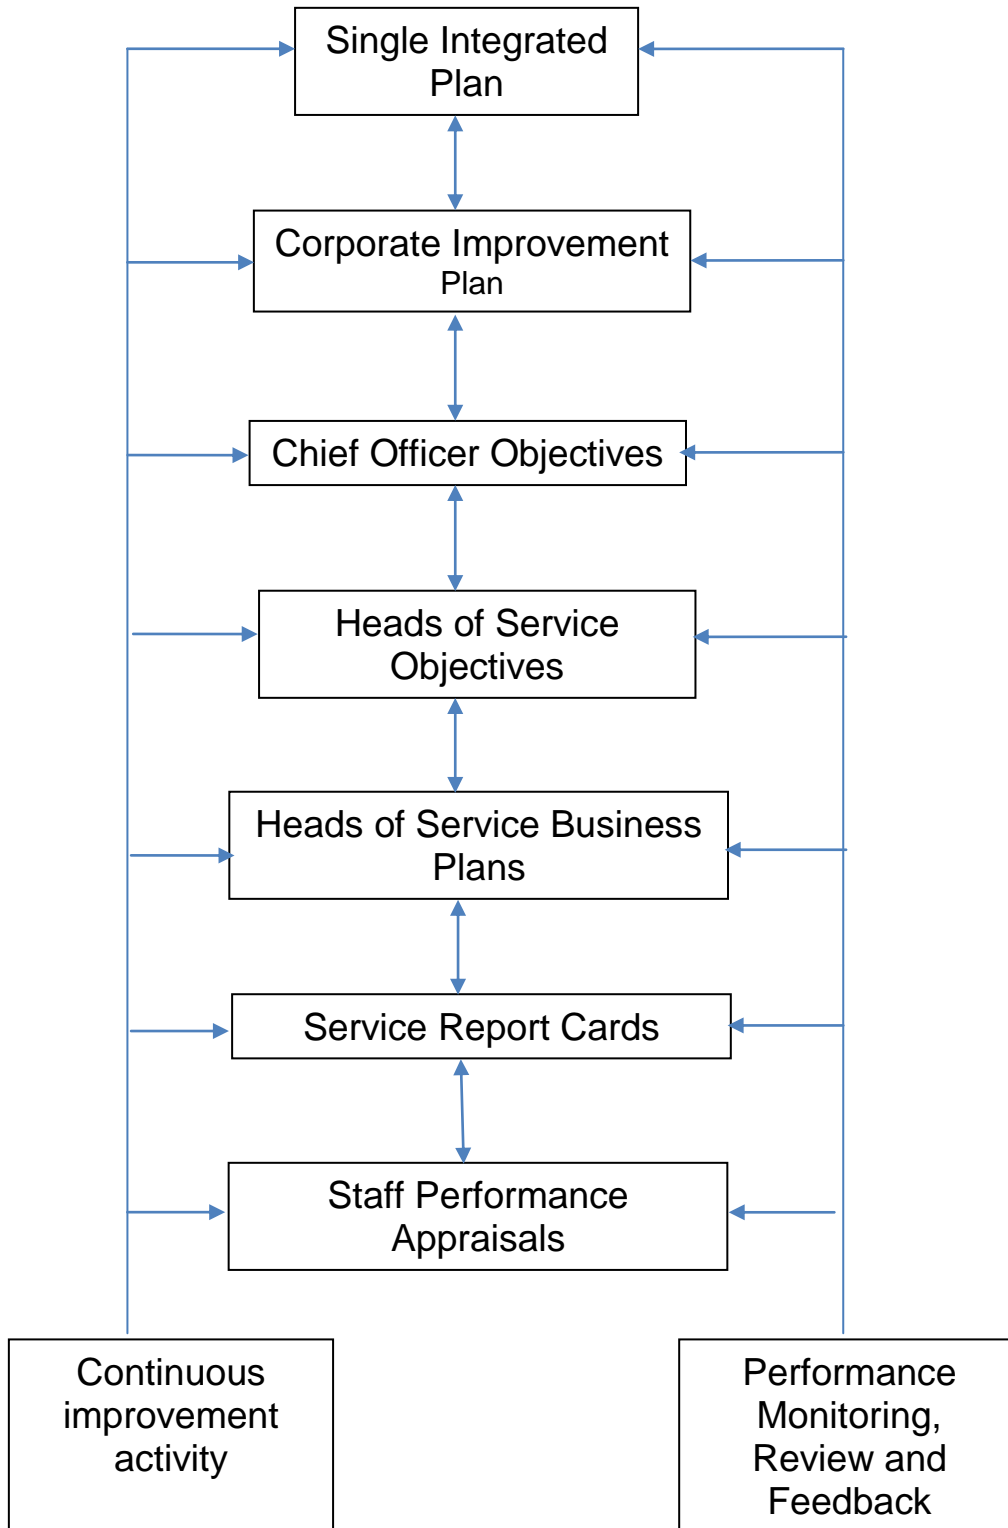 Single Integrated
Plan
Corporate Improvement
Plan
Chief Officer Objectives
Heads of Service
Objectives
Heads of Service Business
Plans
Service Report Cards
Staff Performance
Appraisals
Continuous
improvement
activity
Performance
Monitoring,
Review and
Feedback